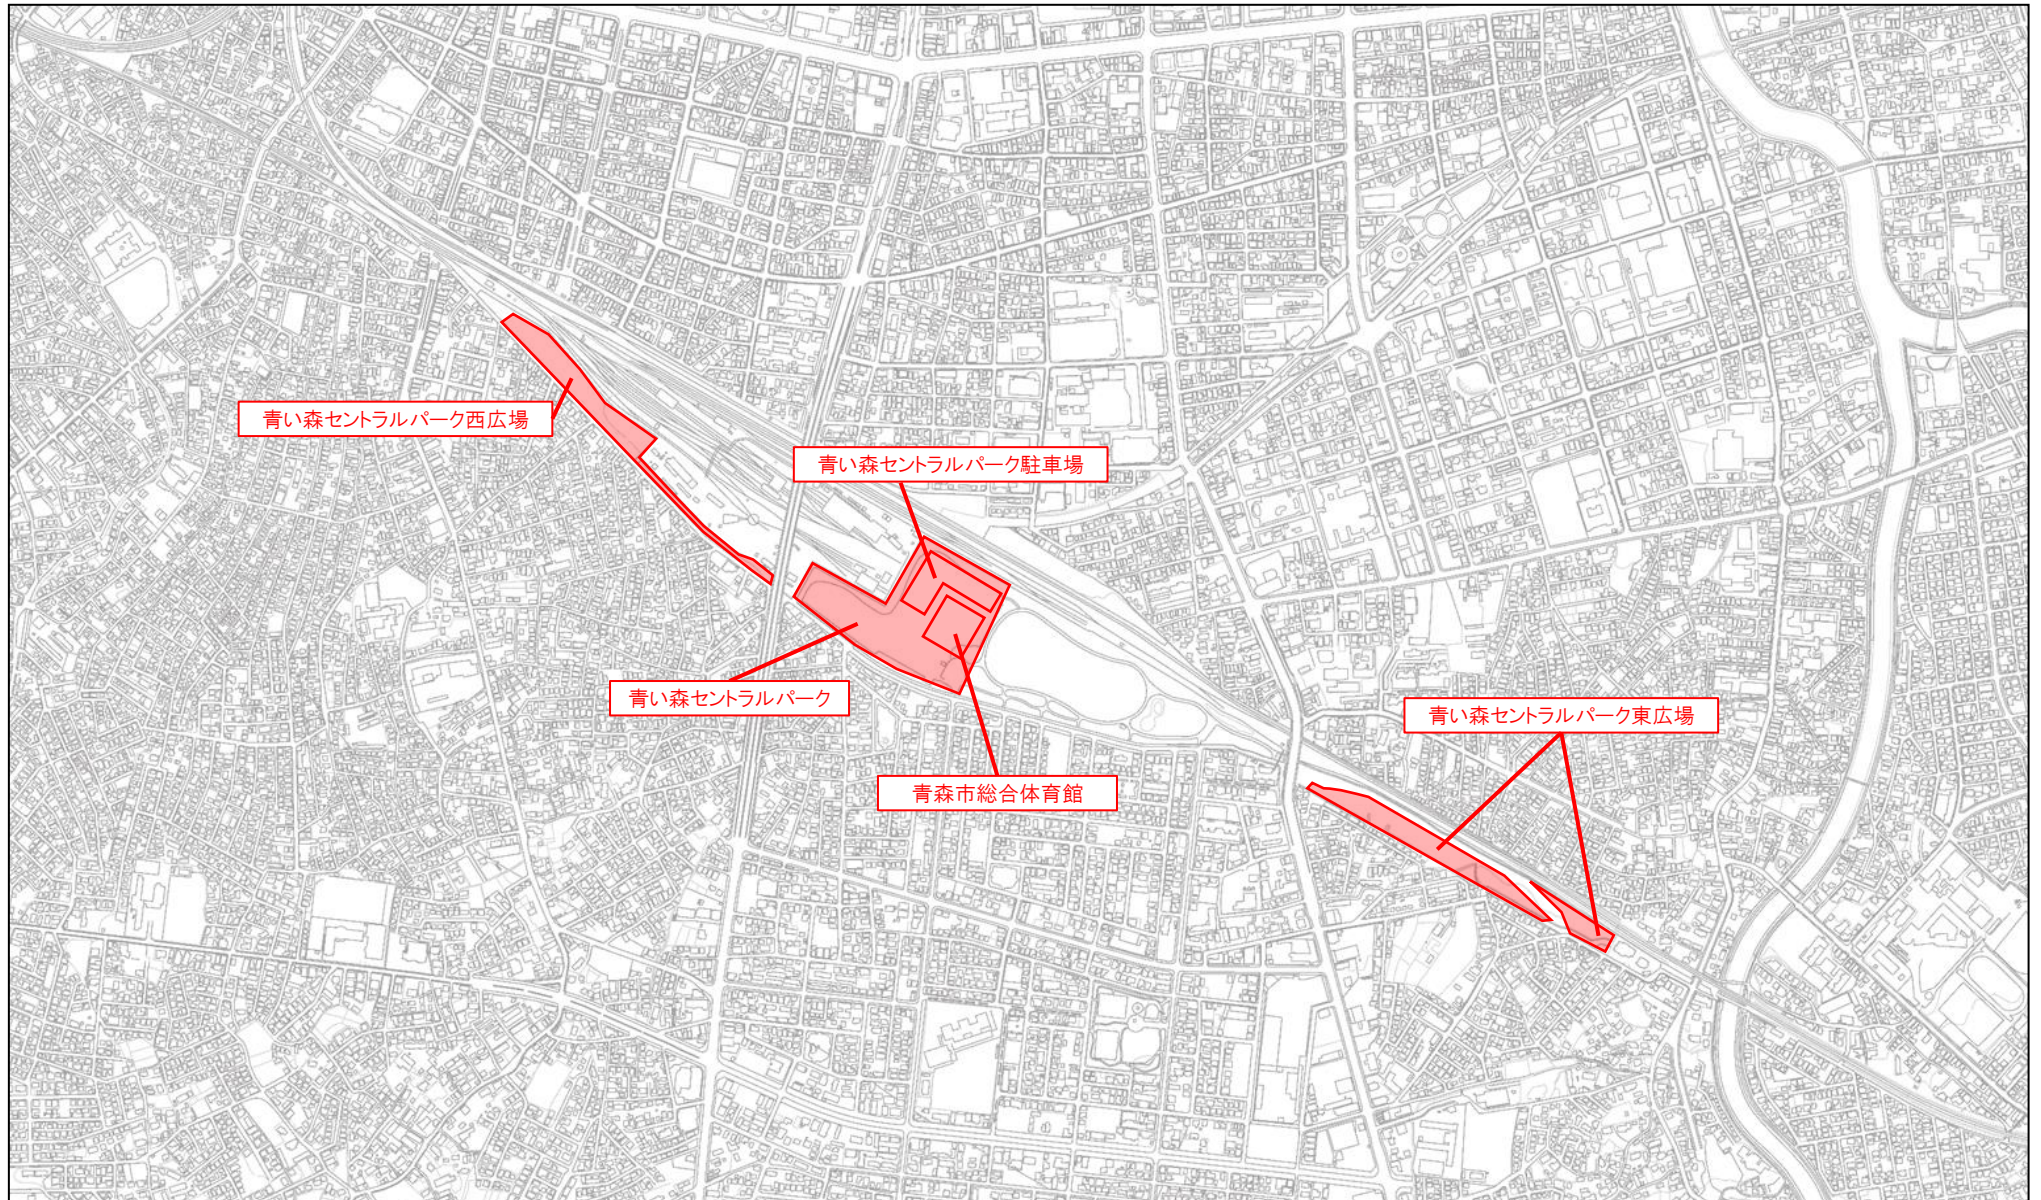 青い森セントラルパーク西広場
青い森セントラルパーク駐車場
青い森セントラルパーク
青い森セントラルパーク東広場
青森市総合体育館